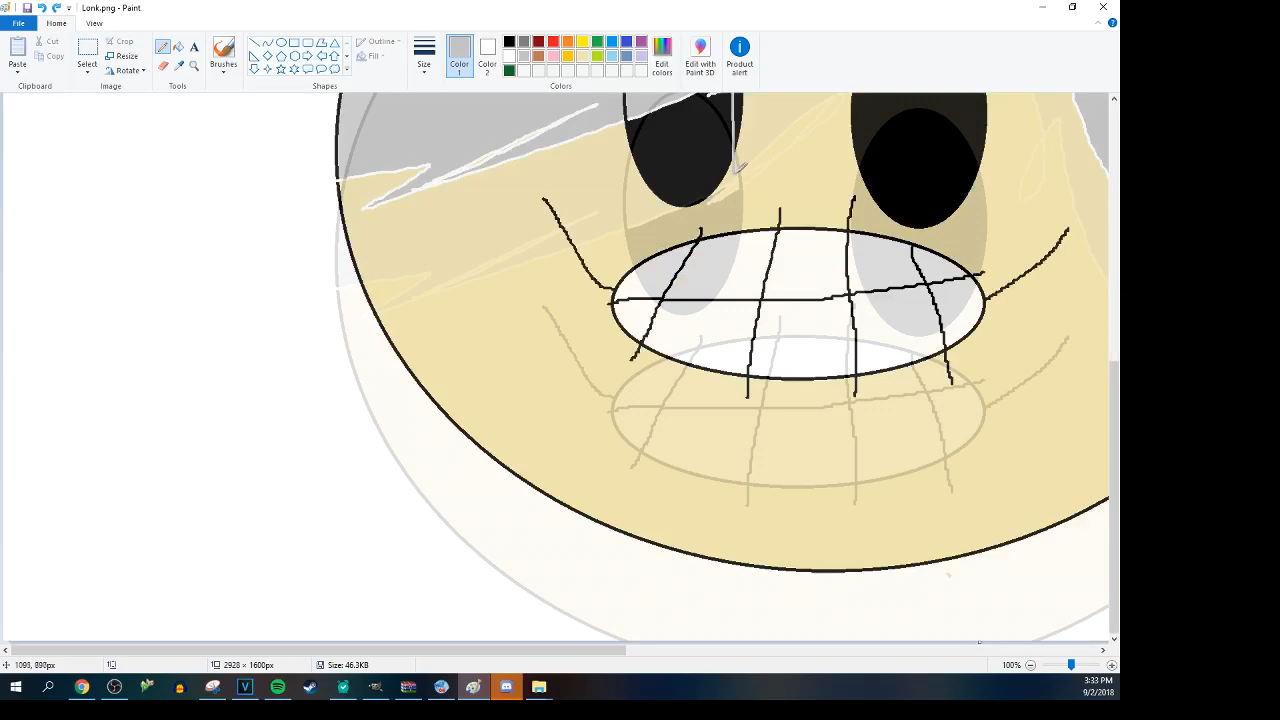 Lonk.png - Paint
File Home View
Paste Cut Copy
Clipboard
Select Crop Resize Rotate
Image
A
Tools
Brushes
Outline Fill
Shapes
Size
Color 1
Color 2
Edit colors
Colors
Edit with Paint 3D
Product alert
2928 × 1600px
Size: 46.3KB
100%
3:33 PM
9/2/2018